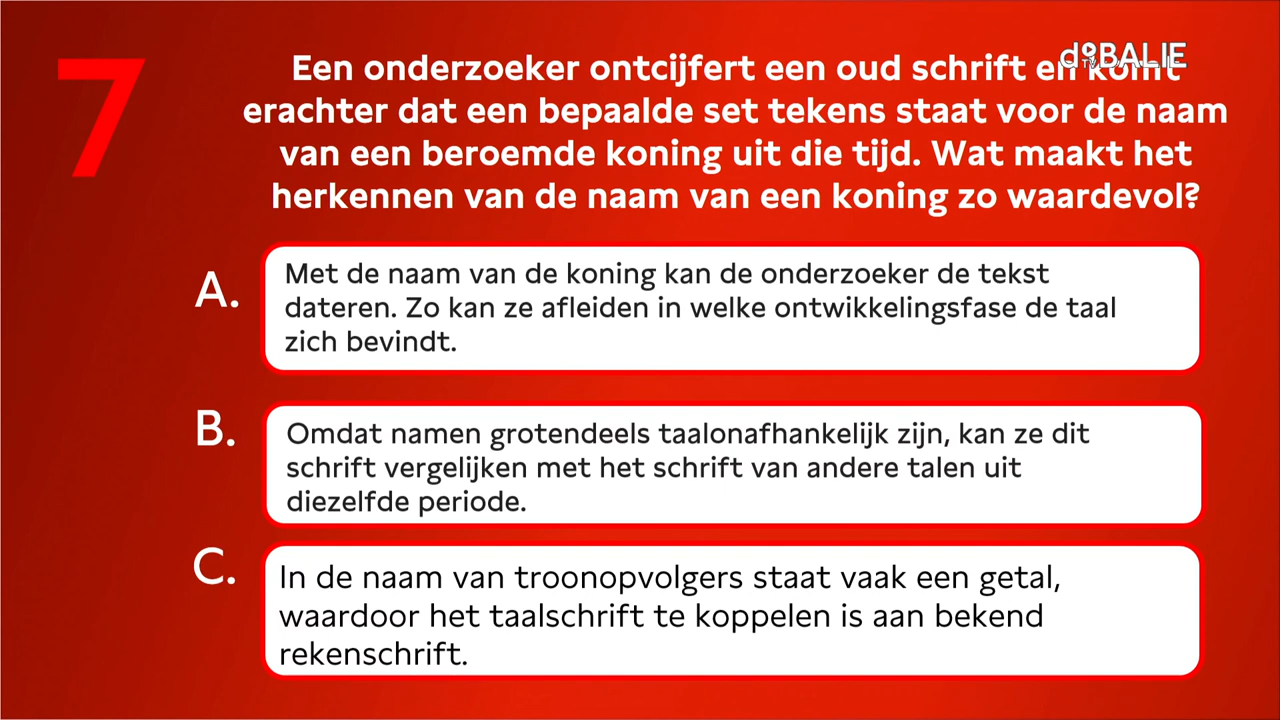 7
Een onderzoeker ontcijfert een oud schrift en komt
erachter dat een bepaalde set tekens staat voor de naam
van een beroemde koning uit die tijd. Wat maakt het
herkennen van de naam van een koning zo waardevol?
A.
Met de naam van de koning kan de onderzoeker de tekst
dateren. Zo kan ze afleiden in welke ontwikkelingsfase de taal
zich bevindt.
B.
Omdat namen grotendeels taalonafhankelijk zijn, kan ze dit
schrift vergelijken met het schrift van andere talen uit
diezelfde periode.
C.
In de naam van troonopvolgers staat vaak een getal,
waardoor het taalschrift te koppelen is aan bekend
rekenschrift.
de BALIE
TV